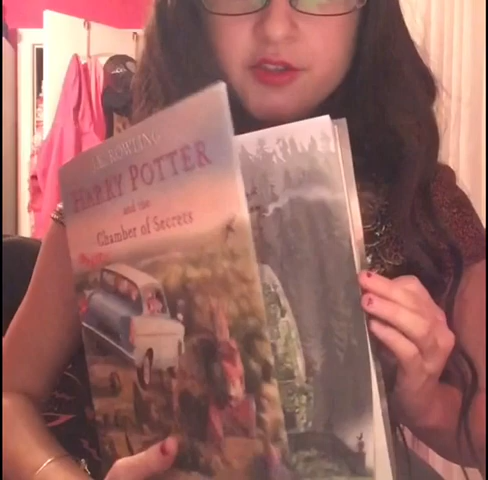 J.K. ROWLING
HARRY POTTER
and the
Chamber of Secrets